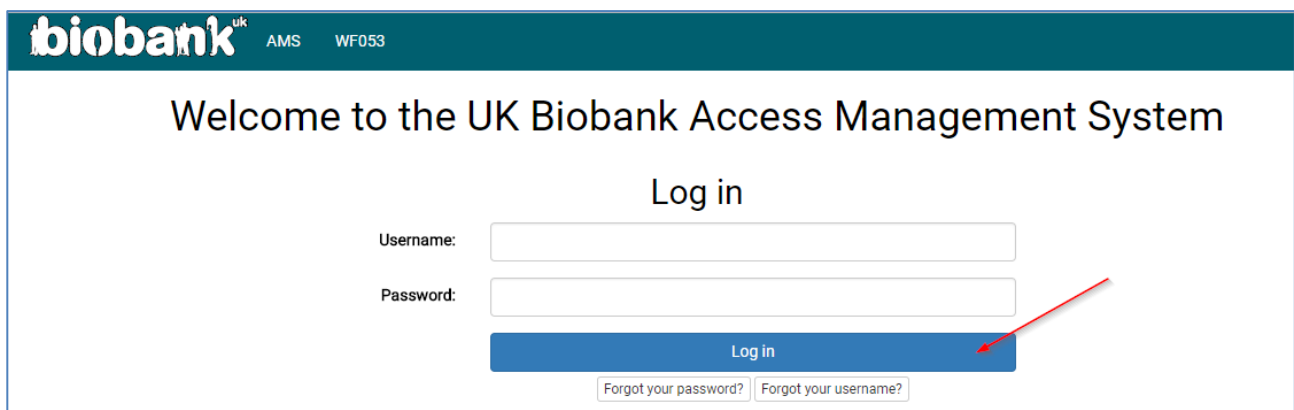 biobank uk AMS WF053
Welcome to the UK Biobank Access Management System
Log in
Username:
Password:
Log in
Forgot your password? Forgot your username?